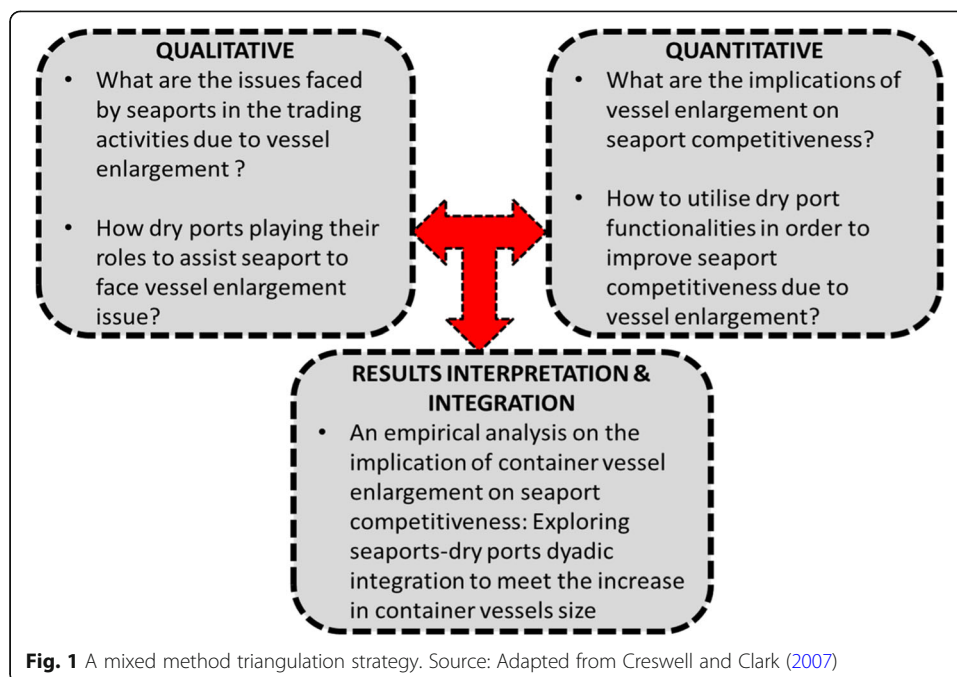 QUALITATIVE
• What are the issues faced
by seaports in the trading
activities due to vessel
enlargement ?
• How dry ports playing their
roles to assist seaport to
face vessel enlargement
issue?
QUANTITATIVE
• What are the implications of
vessel enlargement on
seaport competitiveness?
• How to utilise dry port
functionalities in order to
improve seaport
competitiveness due to
vessel enlargement?
RESULTS INTERPRETATION &
INTEGRATION
• An empirical analysis on the
implication of container vessel
enlargement on seaport
competitiveness: Exploring
seaports-dry ports dyadic
integration to meet the increase
in container vessels size
Fig. 1 A mixed method triangulation strategy. Source: Adapted from Creswell and Clark (2007)